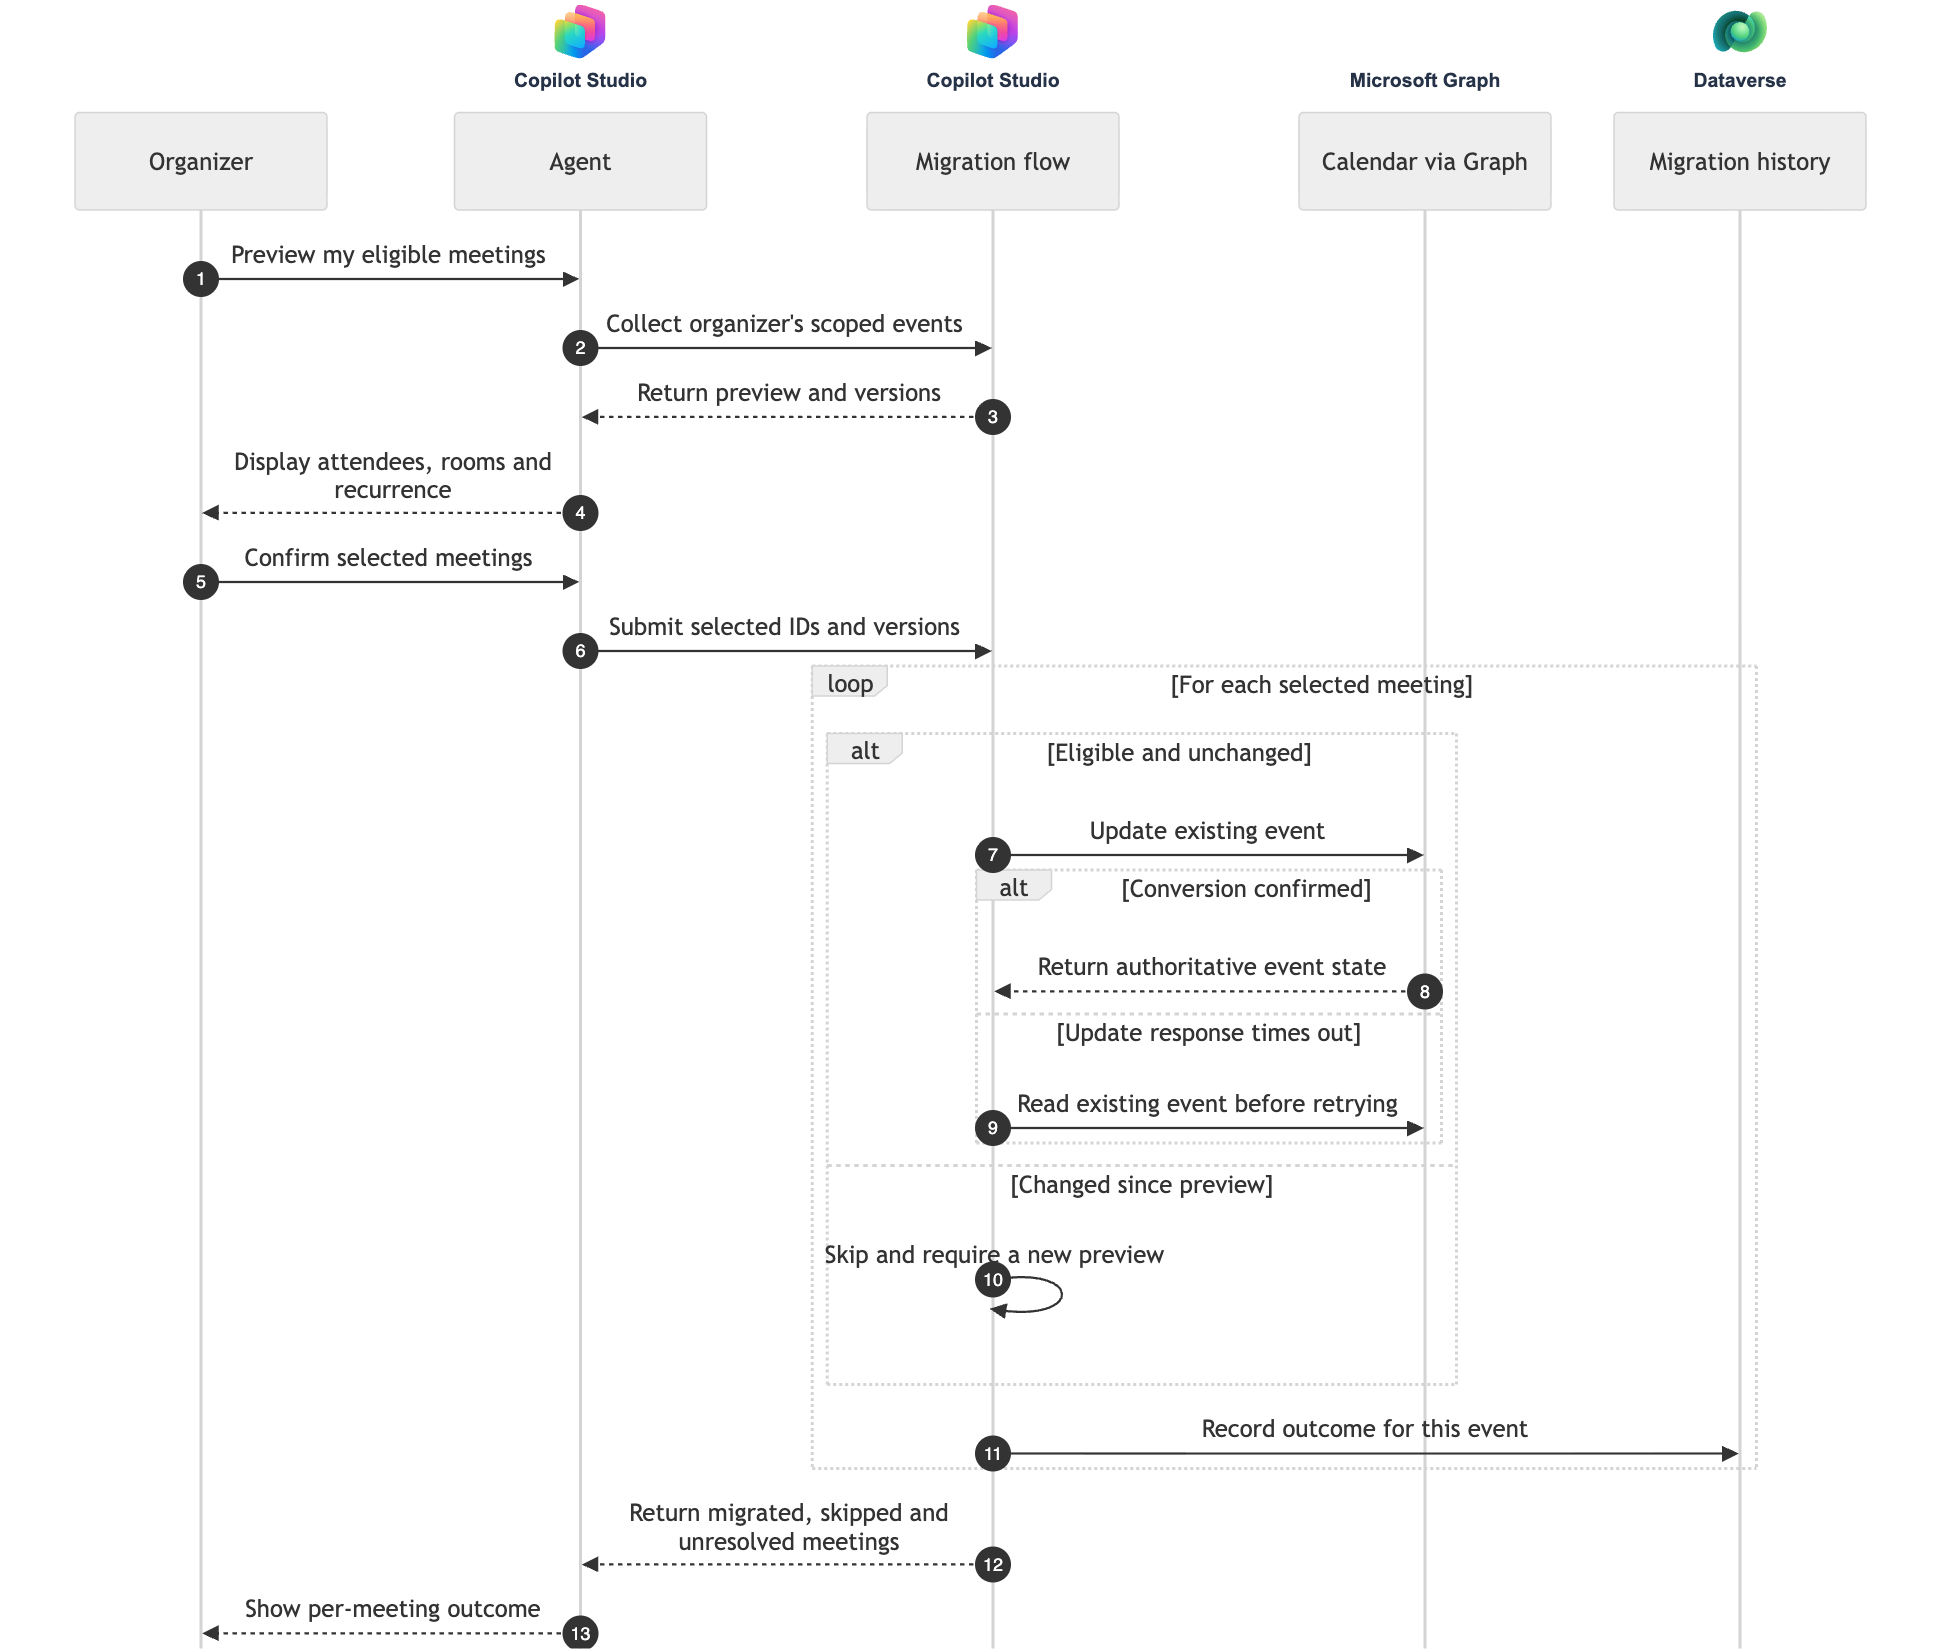 Copilot Studio
Copilot Studio
Microsoft Graph
Dataverse
Organizer
Agent
Migration flow
Calendar via Graph
Migration history
Preview my eligible meetings
1
Collect organizer's scoped events
2
Return preview and versions
3
Display attendees, rooms and
recurrence
4
Confirm selected meetings
5
Submit selected IDs and versions
6
loop
[For each selected meeting]
alt
[Eligible and unchanged]
Update existing event
7
alt
[Conversion confirmed]
Return authoritative event state
8
[Update response times out]
Read existing event before retrying
9
[Changed since preview]
Skip and require a new preview
10
Record outcome for this event
11
Return migrated, skipped and
unresolved meetings
12
Show per-meeting outcome
13